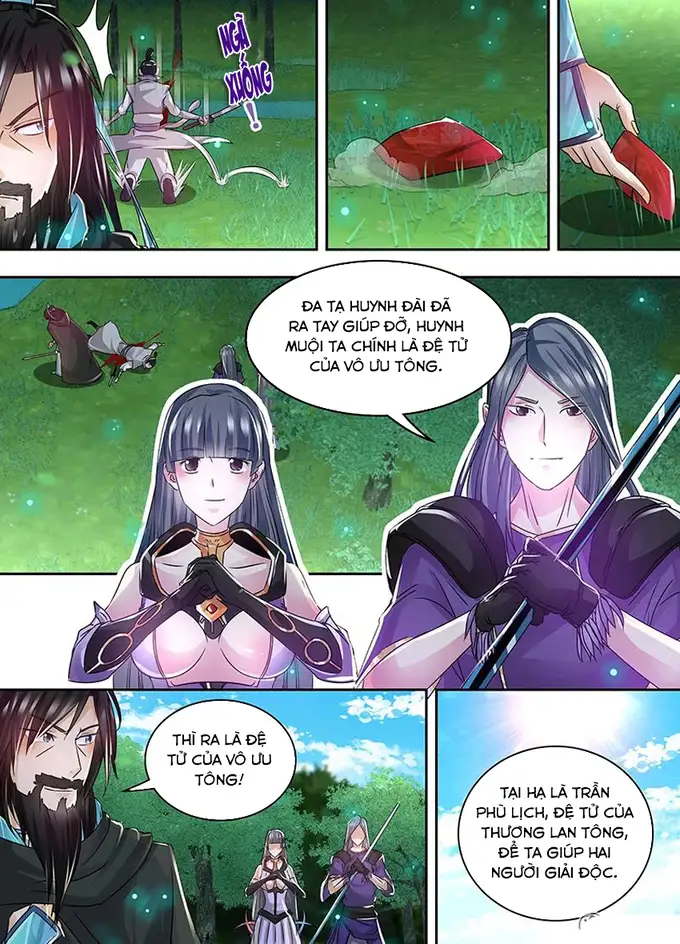 NGÃ
XUỐNG
!
ĐA TẠ HUYNH ĐÀI ĐÃ
RA TAY GIÚP ĐỠ, HUYNH
MUỘI TA CHÍNH LÀ ĐỆ TỬ
CỦA VÔ ƯU TÔNG.
THÌ RA LÀ ĐỆ
TỬ CỦA VÔ ƯU
TÔNG!
TẠI HẠ LÀ TRẦN
PHÙ LỊCH, ĐỆ TỬ CỦA
THƯƠNG LAN TÔNG,
ĐỂ TA GIÚP HAI
NGƯỜI GIẢI ĐỘC.